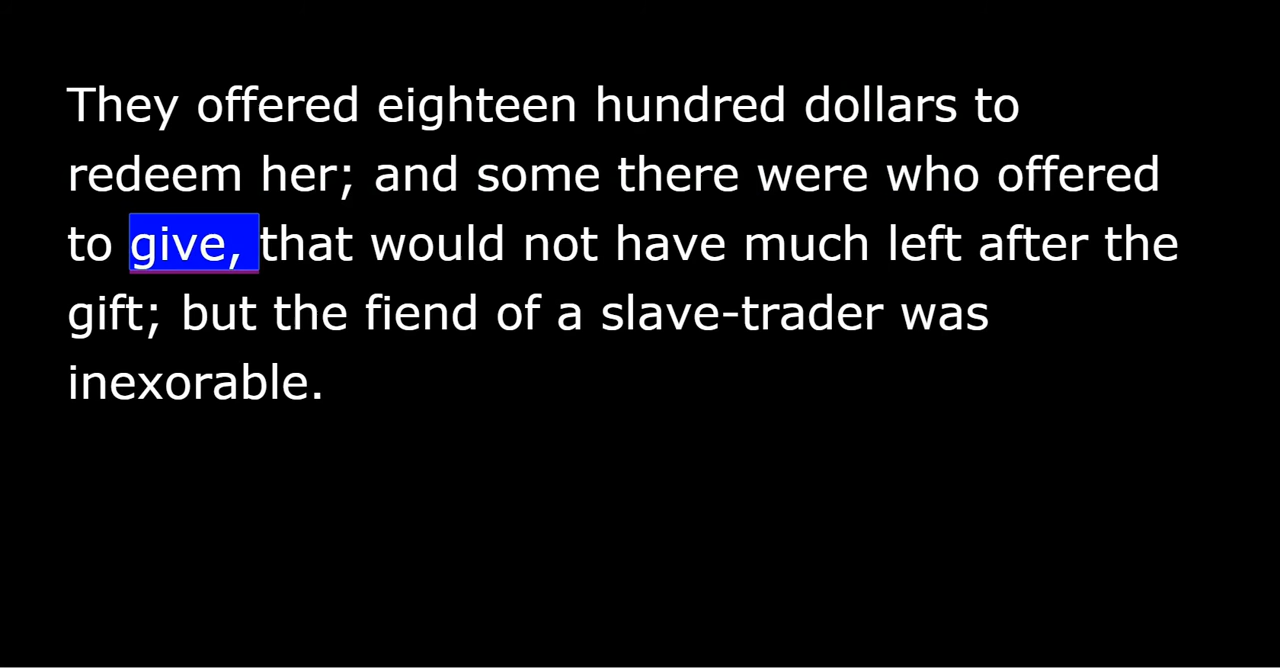 They offered eighteen hundred dollars to
redeem her; and some there were who offered
to give, that would not have much left after the
gift; but the fiend of a slave-trader was
inexorable.